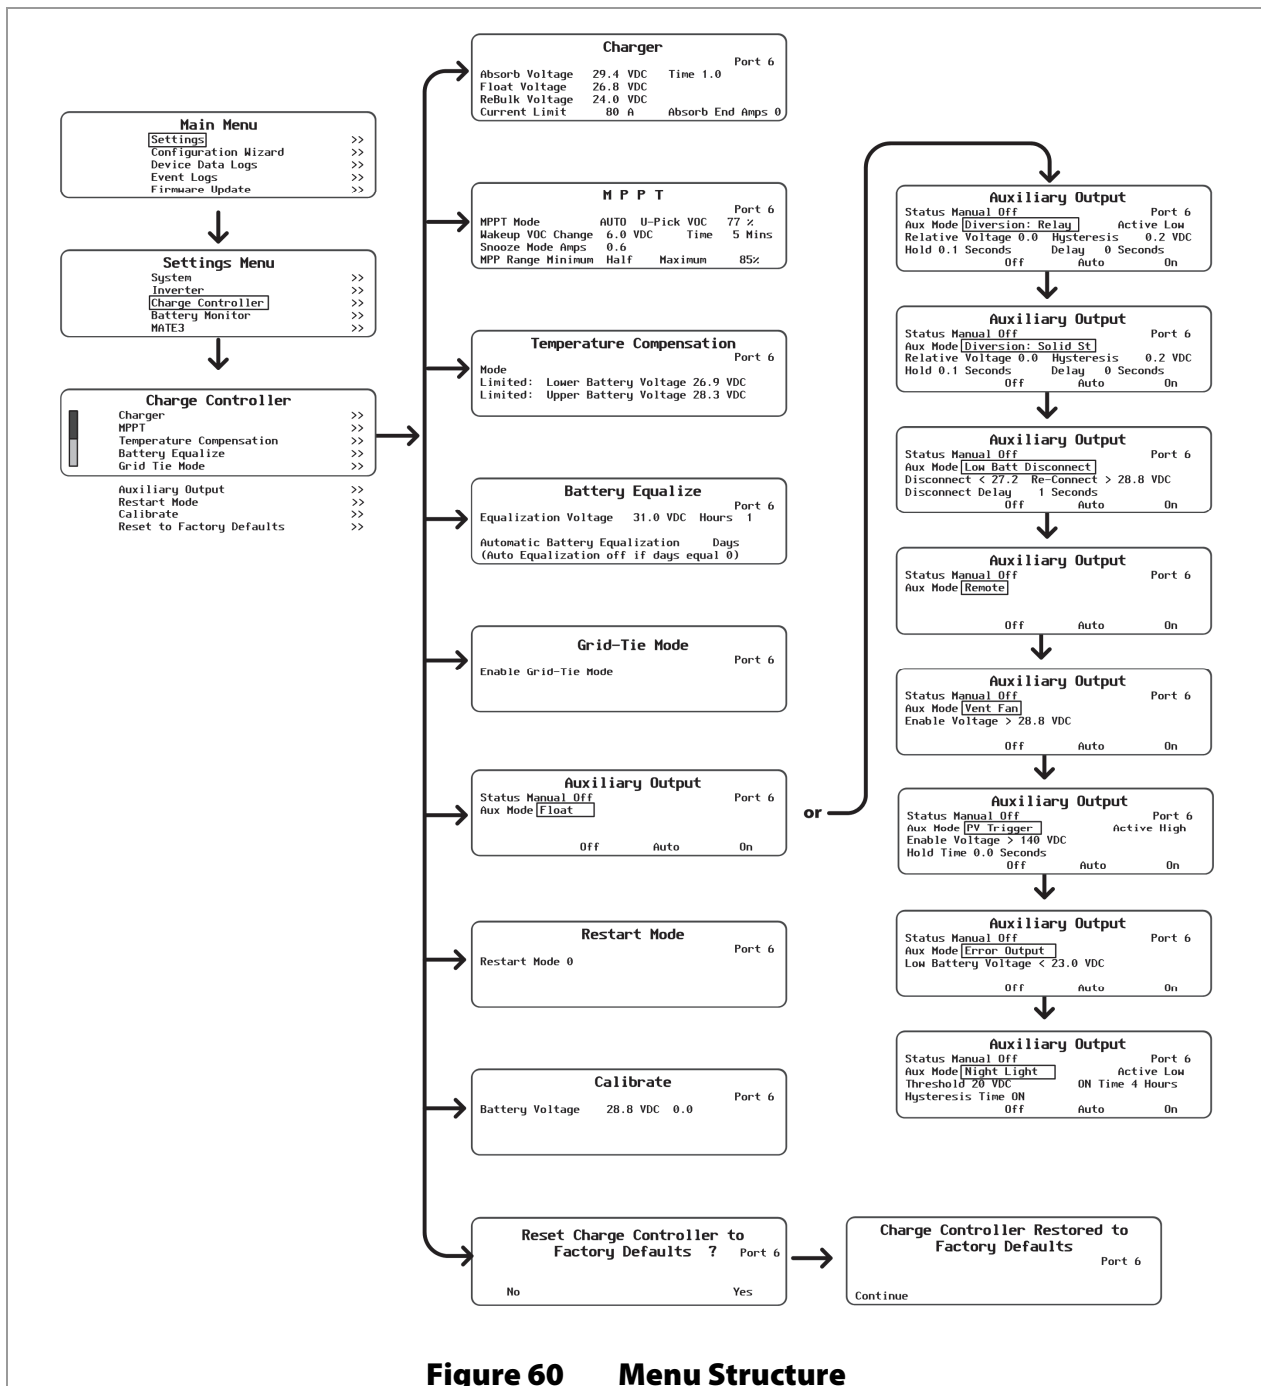 Main Menu
Settings >>
Configuration Wizard >>
Device Data Logs >>
Event Logs >>
Firmware Update >>
Settings Menu
System >>
Inverter >>
Charge Controller >>
Battery Monitor >>
MATE3 >>
Charge Controller
Charger >>
MPPT >>
Temperature Compensation >>
Battery Equalize >>
Grid Tie Mode >>
Auxiliary Output >>
Restart Mode >>
Calibrate >>
Reset to Factory Defaults >>
Charger
Port 6
Absorb Voltage 29.4 VDC Time 1.0
Float Voltage 26.8 VDC
ReBulk Voltage 24.0 VDC
Current Limit 80 A Absorb End Amps 0
M P P T
Port 6
MPPT Mode AUTO U-Pick VOC 77 %
Wakeup VOC Change 6.0 VDC Time 5 Mins
Snooze Mode Amps 0.6
MPP Range Minimum Half Maximum 85%
Temperature Compensation
Port 6
Mode
Limited: Lower Battery Voltage 26.9 VDC
Limited: Upper Battery Voltage 28.3 VDC
Battery Equalize
Port 6
Equalization Voltage 31.0 VDC Hours 1
Automatic Battery Equalization Days
(Auto Equalization off if days equal 0)
Grid-Tie Mode
Port 6
Enable Grid-Tie Mode
Auxiliary Output
Status Manual Off Port 6
Aux Mode Float
Off Auto On
or
Restart Mode
Port 6
Restart Mode 0
Calibrate
Port 6
Battery Voltage 28.8 VDC 0.0
Reset Charge Controller to
Factory Defaults ? Port 6
No Yes
Charge Controller Restored to
Factory Defaults
Port 6
Continue
Auxiliary Output
Status Manual Off Port 6
Aux Mode Diversion: Relay Active Low
Relative Voltage 0.0 Hysteresis 0.2 VDC
Hold 0.1 Seconds Delay 0 Seconds
Off Auto On
Auxiliary Output
Status Manual Off Port 6
Aux Mode Diversion: Solid St
Relative Voltage 0.0 Hysteresis 0.2 VDC
Hold 0.1 Seconds Delay 0 Seconds
Off Auto On
Auxiliary Output
Status Manual Off Port 6
Aux Mode Low Batt Disconnect
Disconnect < 27.2 Re-Connect > 28.8 VDC
Disconnect Delay 1 Seconds
Off Auto On
Auxiliary Output
Status Manual Off Port 6
Aux Mode Remote
Off Auto On
Auxiliary Output
Status Manual Off Port 6
Aux Mode Vent Fan
Enable Voltage > 28.8 VDC
Off Auto On
Auxiliary Output
Status Manual Off Port 6
Aux Mode PV Trigger Active High
Enable Voltage > 140 VDC
Hold Time 0.0 Seconds
Off Auto On
Auxiliary Output
Status Manual Off Port 6
Aux Mode Error Output
Low Battery Voltage < 23.0 VDC
Off Auto On
Auxiliary Output
Status Manual Off Port 6
Aux Mode Night Light Active Low
Threshold 20 VDC ON Time 4 Hours
Hysteresis Time ON
Off Auto On
Figure 60 Menu Structure